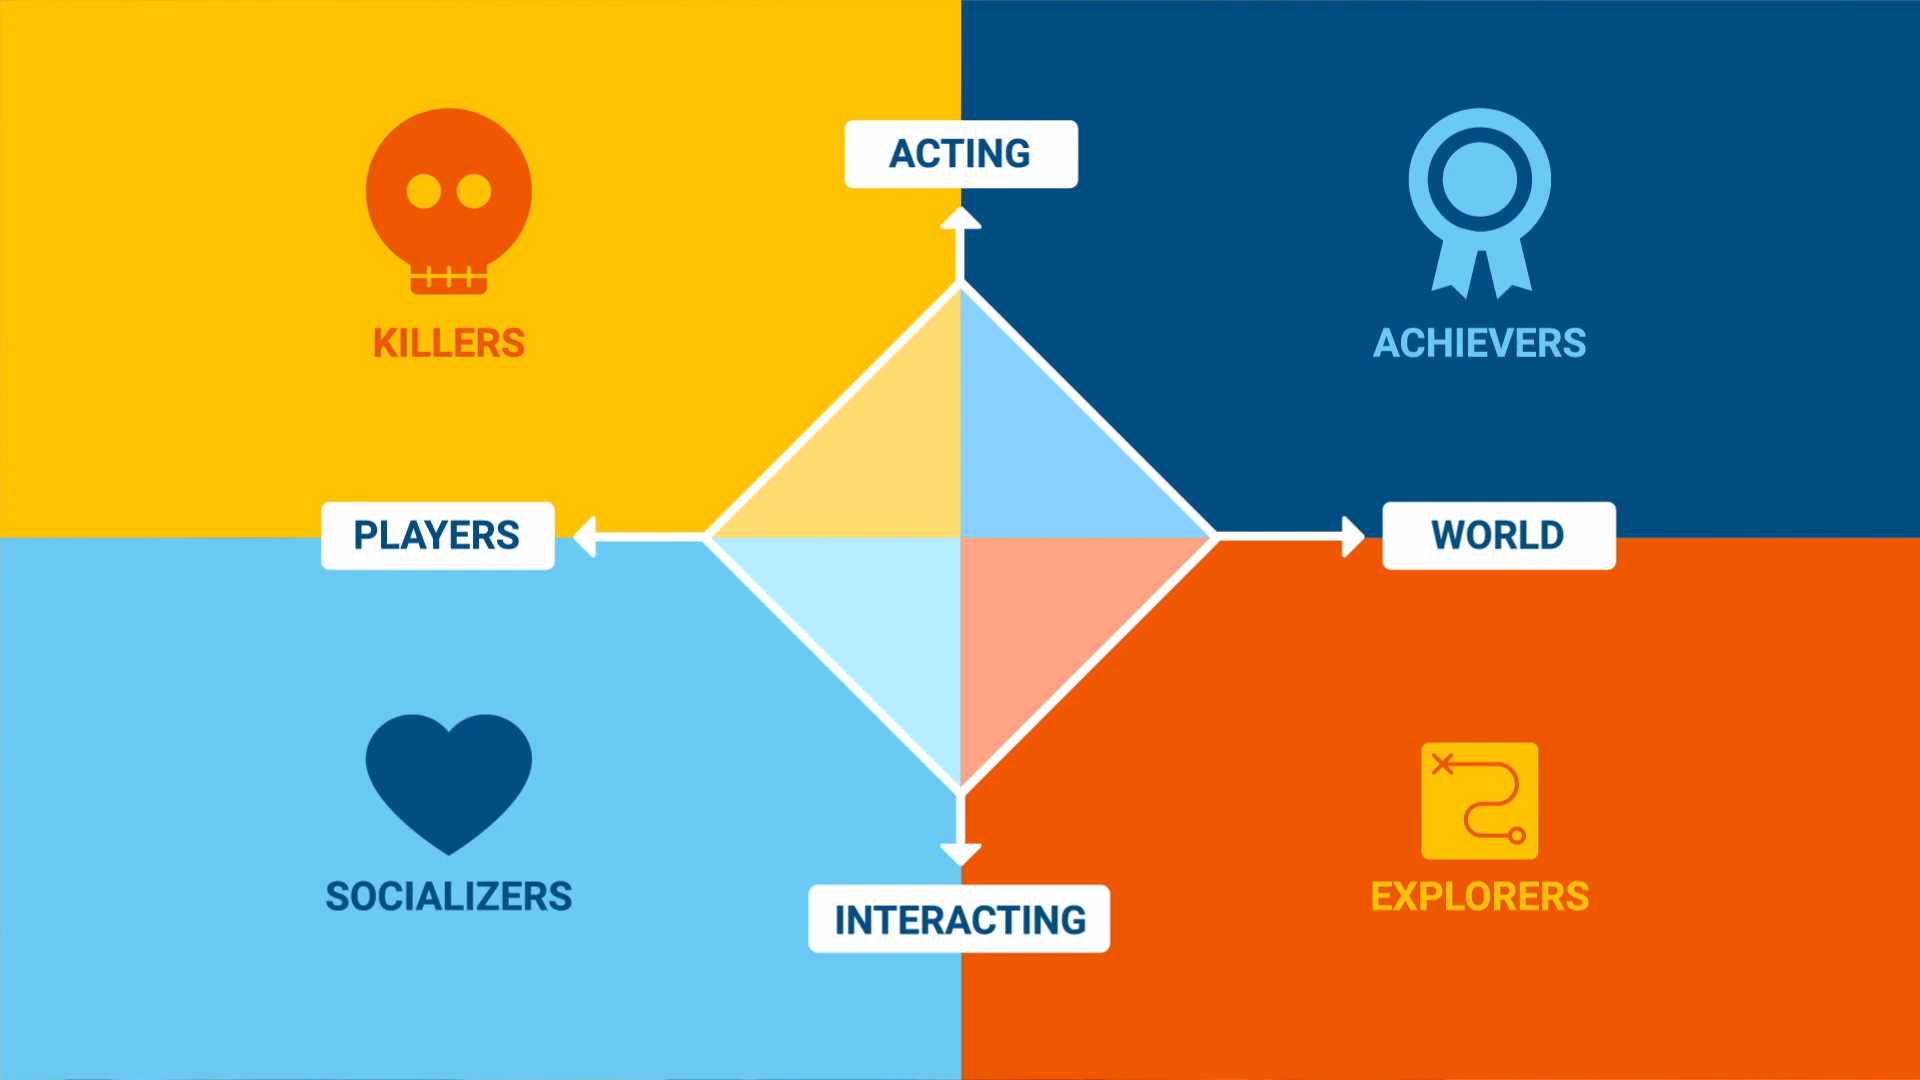 ACTING
KILLERS
ACHIEVERS
PLAYERS
WORLD
SOCIALIZERS
EXPLORERS
INTERACTING